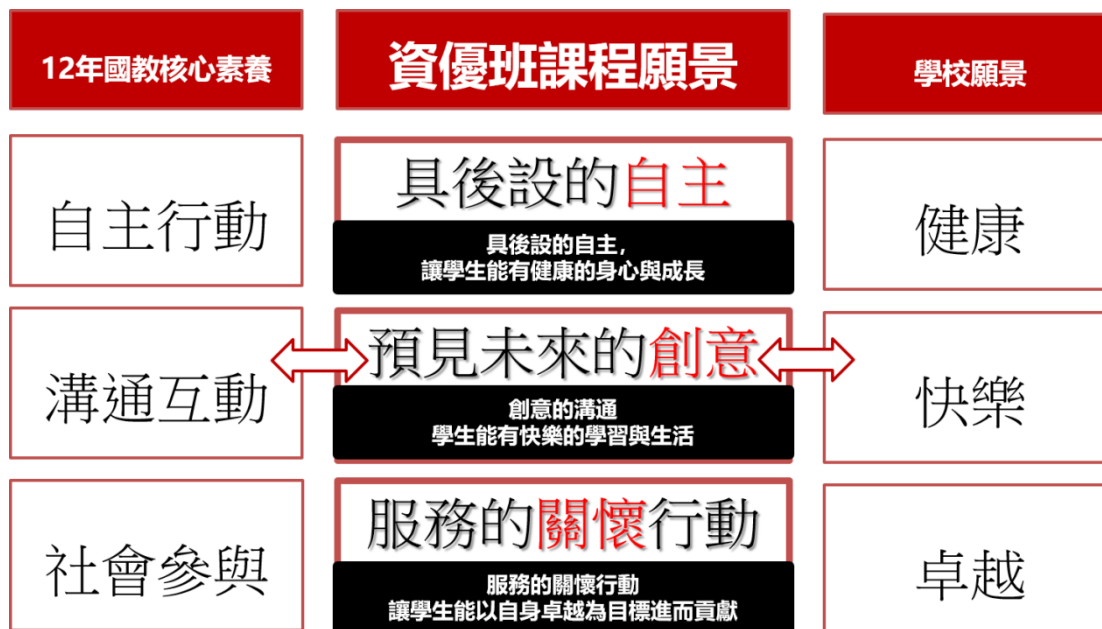 12年國教核心素養
資優班課程願景
學校願景
自主行動
具後設的自主
具後設的自主,
讓學生能有健康的身心與成長
健康
溝通互動
預見未來的創意
創意的溝通
學生能有快樂的學習與生活
快樂
社會參與
服務的關懷行動
服務的關懷行動
讓學生能以自身卓越為目標進而貢獻
卓越